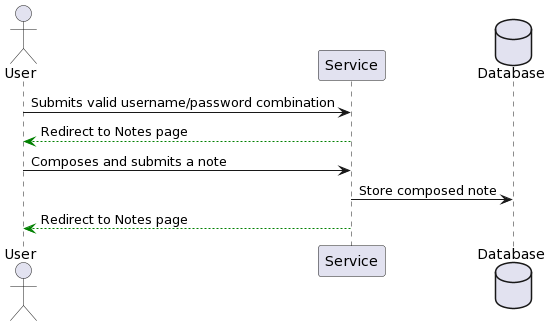 User
Service
Database
Submits valid username/password combination
Redirect to Notes page
Composes and submits a note
Store composed note
Redirect to Notes page
User
Service
Database